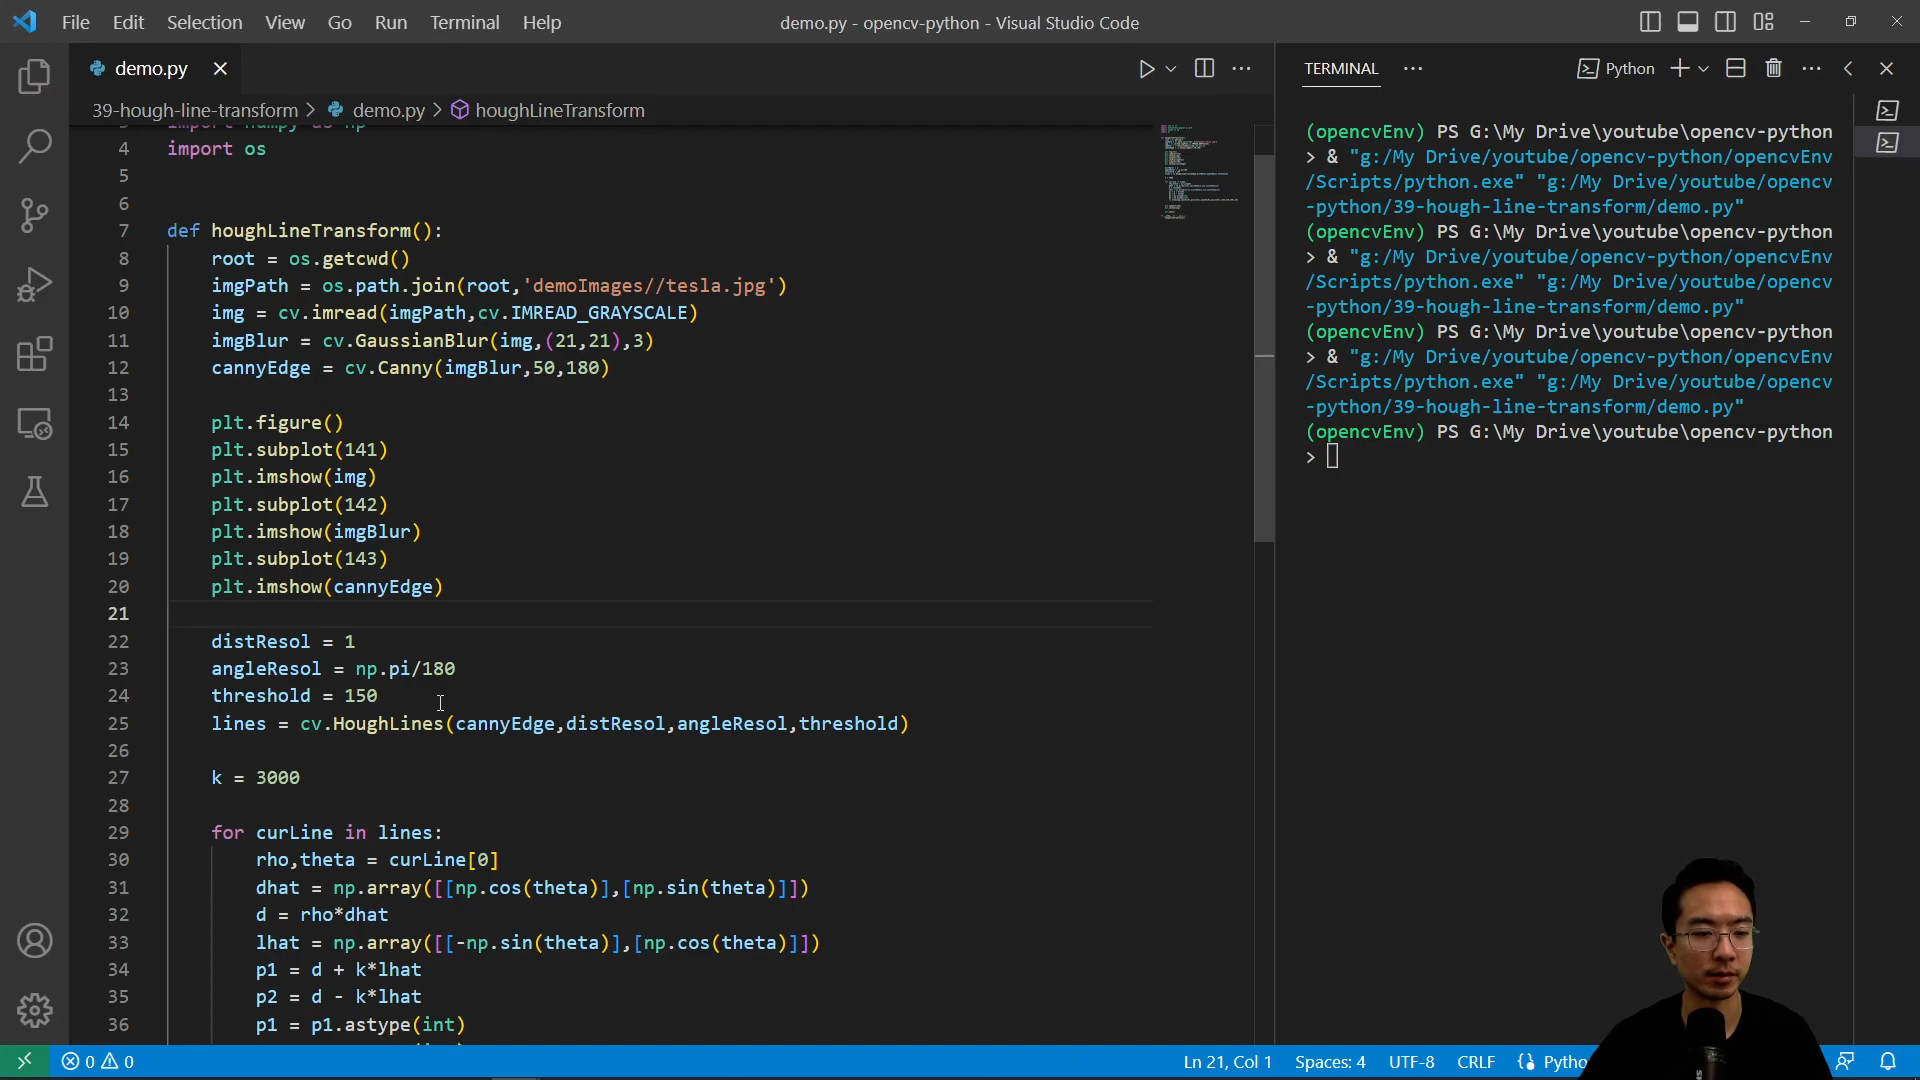 File Edit Selection View Go Run Terminal Help
demo.py - opencv-python - Visual Studio Code
demo.py
39-hough-line-transform > demo.py > houghLineTransform
import numpy as np
4 import os
5
6
7 def houghLineTransform():
8 root = os.getcwd()
9 imgPath = os.path.join(root,'demoImages//tesla.jpg')
10 img = cv.imread(imgPath,cv.IMREAD_GRAYSCALE)
11 imgBlur = cv.GaussianBlur(img,(21,21),3)
12 cannyEdge = cv.Canny(imgBlur,50,180)
13
14 plt.figure()
15 plt.subplot(141)
16 plt.imshow(img)
17 plt.subplot(142)
18 plt.imshow(imgBlur)
19 plt.subplot(143)
20 plt.imshow(cannyEdge)
21
22 distResol = 1
23 angleResol = np.pi/180
24 threshold = 150
25 lines = cv.HoughLines(cannyEdge,distResol,angleResol,threshold)
26
27 k = 3000
28
29 for curLine in lines:
30 rho,theta = curLine[0]
31 dhat = np.array([[np.cos(theta)],[np.sin(theta)]])
32 d = rho*dhat
33 lhat = np.array([[-np.sin(theta)],[np.cos(theta)]])
34 p1 = d + k*lhat
35 p2 = d - k*lhat
36 p1 = p1.astype(int)
TERMINAL
Python
(opencvEnv) PS G:\My Drive\youtube\opencv-python
> & "g:/My Drive/youtube/opencv-python/opencvEnv
/Scripts/python.exe" "g:/My Drive/youtube/opencv
-python/39-hough-line-transform/demo.py"
(opencvEnv) PS G:\My Drive\youtube\opencv-python
> & "g:/My Drive/youtube/opencv-python/opencvEnv
/Scripts/python.exe" "g:/My Drive/youtube/opencv
-python/39-hough-line-transform/demo.py"
(opencvEnv) PS G:\My Drive\youtube\opencv-python
> & "g:/My Drive/youtube/opencv-python/opencvEnv
/Scripts/python.exe" "g:/My Drive/youtube/opencv
-python/39-hough-line-transform/demo.py"
(opencvEnv) PS G:\My Drive\youtube\opencv-python
>
0 0
Ln 21, Col 1 Spaces: 4 UTF-8 CRLF Pytho